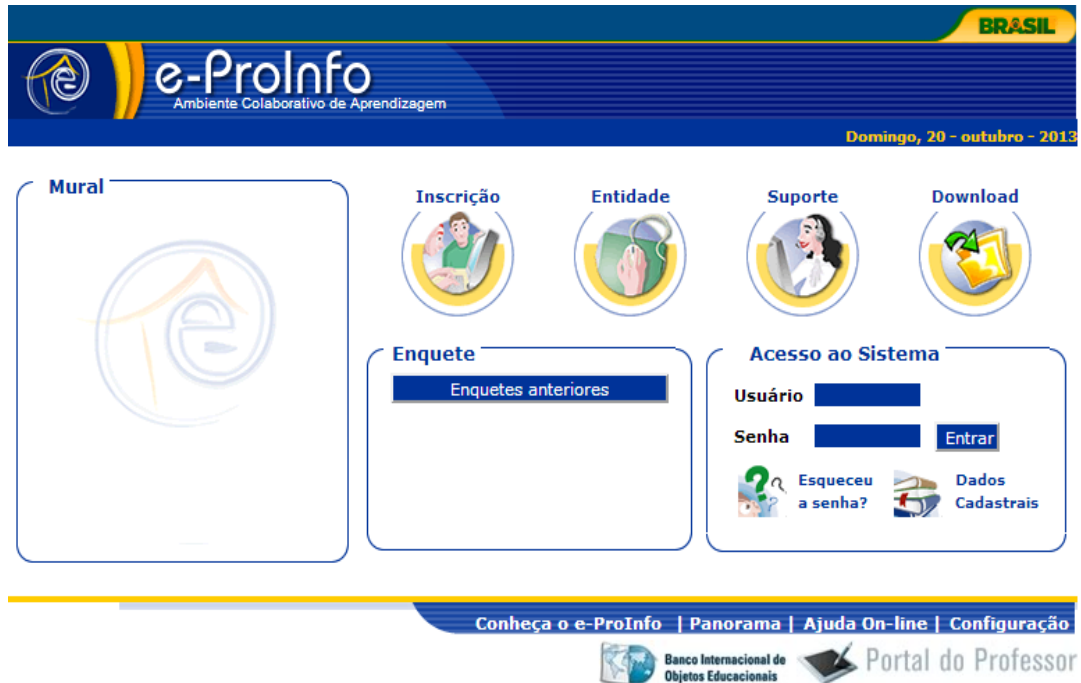 BRASIL
e-ProInfo
Ambiente Colaborativo de Aprendizagem
Domingo, 20 - outubro - 2013
Mural
Inscrição
Entidade
Suporte
Download
Enquete
Enquetes anteriores
Acesso ao Sistema
Usuário
Senha
Entrar
Esqueceu
a senha?
Dados
Cadastrais
Conheça o e-ProInfo | Panorama | Ajuda On-line | Configuração
Banco Internacional de
Objetos Educacionais
Portal do Professor